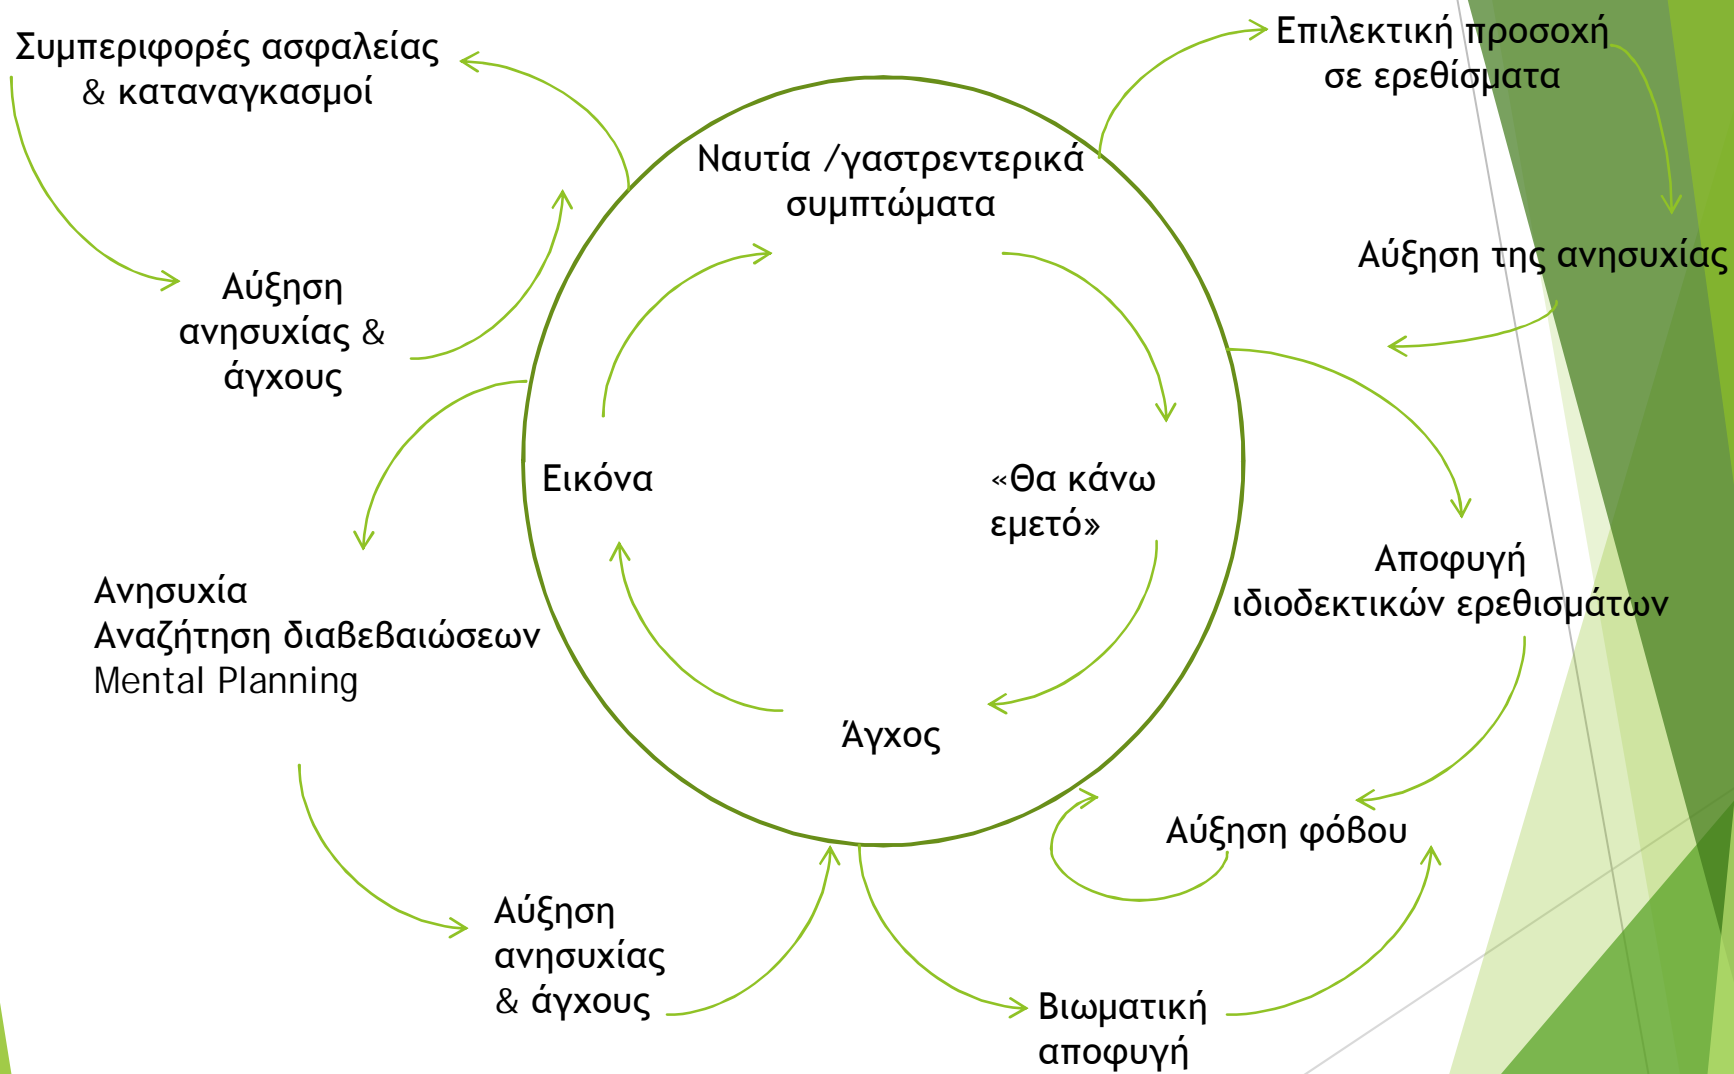 Συμπεριφορές ασφαλείας
& καταναγκασμοί
Επιλεκτική προσοχή
σε ερεθίσματα
Ναυτία /γαστρεντερικά
συμπτώματα
Αύξηση της ανησυχίας
Αύξηση
ανησυχίας &
άγχους
Εικόνα
«Θα κάνω
εμετό»
Αποφυγή
ιδιοδεκτικών ερεθισμάτων
Ανησυχία
Αναζήτηση διαβεβαιώσεων
Mental Planning
Άγχος
Αύξηση φόβου
Αύξηση
ανησυχίας
& άγχους
Βιωματική
αποφυγή